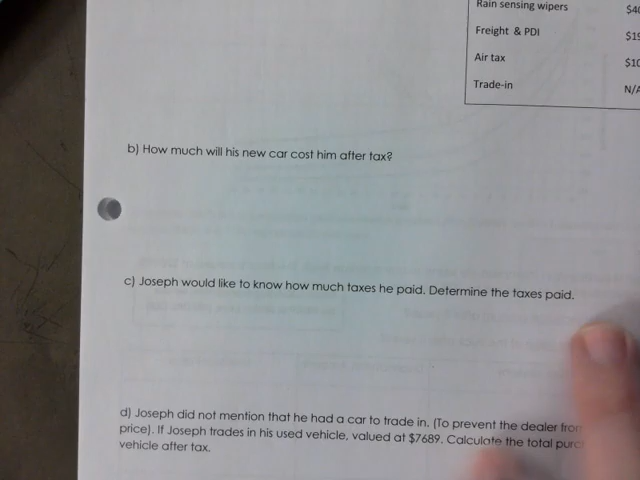 Rain sensing wipers
Freight & PDI
Air tax
Trade-in
b) How much will his new car cost him after tax?
c) Joseph would like to know how much taxes he paid. Determine the taxes paid.
d) Joseph did not mention that he had a car to trade in. (To prevent the dealer
price). If Joseph trades in his used vehicle, valued at $7689. Calculate the total
vehicle after tax.